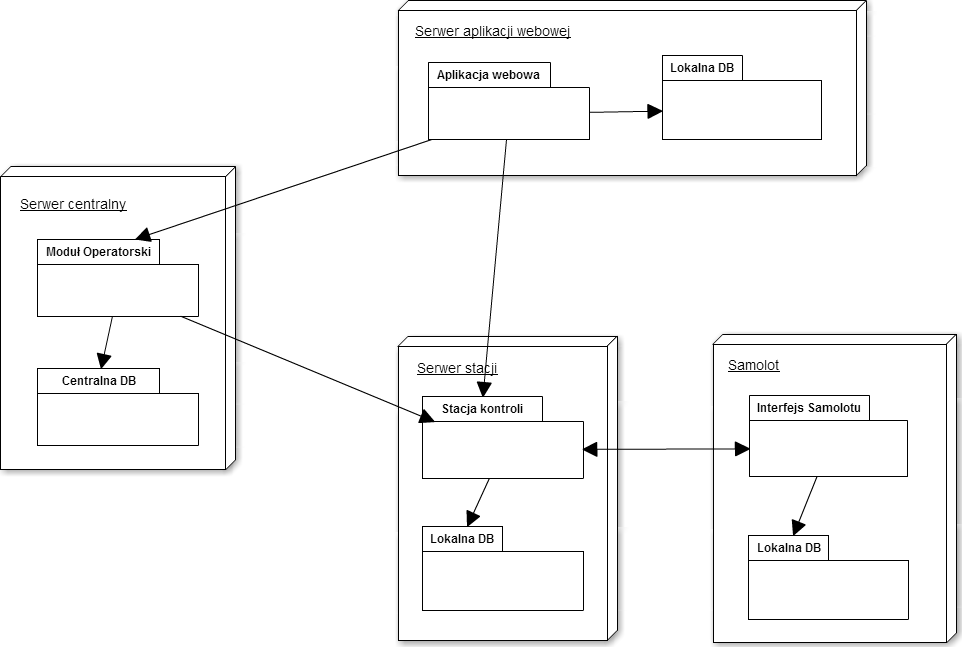 Serwer aplikacji webowej
Aplikacja webowa
Lokalna DB
Serwer centralny
Moduł Operatorski
Centralna DB
Serwer stacji
Stacja kontroli
Lokalna DB
Samolot
Interfejs Samolotu
Lokalna DB